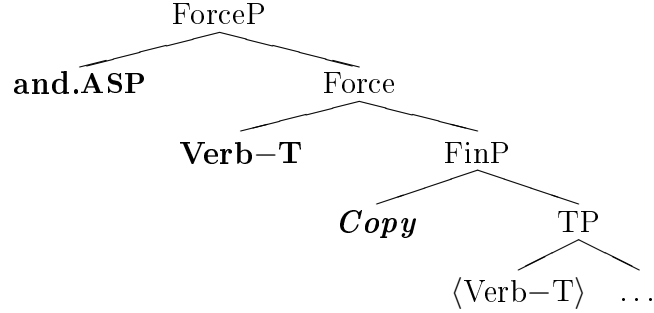 ForceP
and.ASP Force
Verb–T FinP
Copy TP
⟨Verb–T⟩ ...